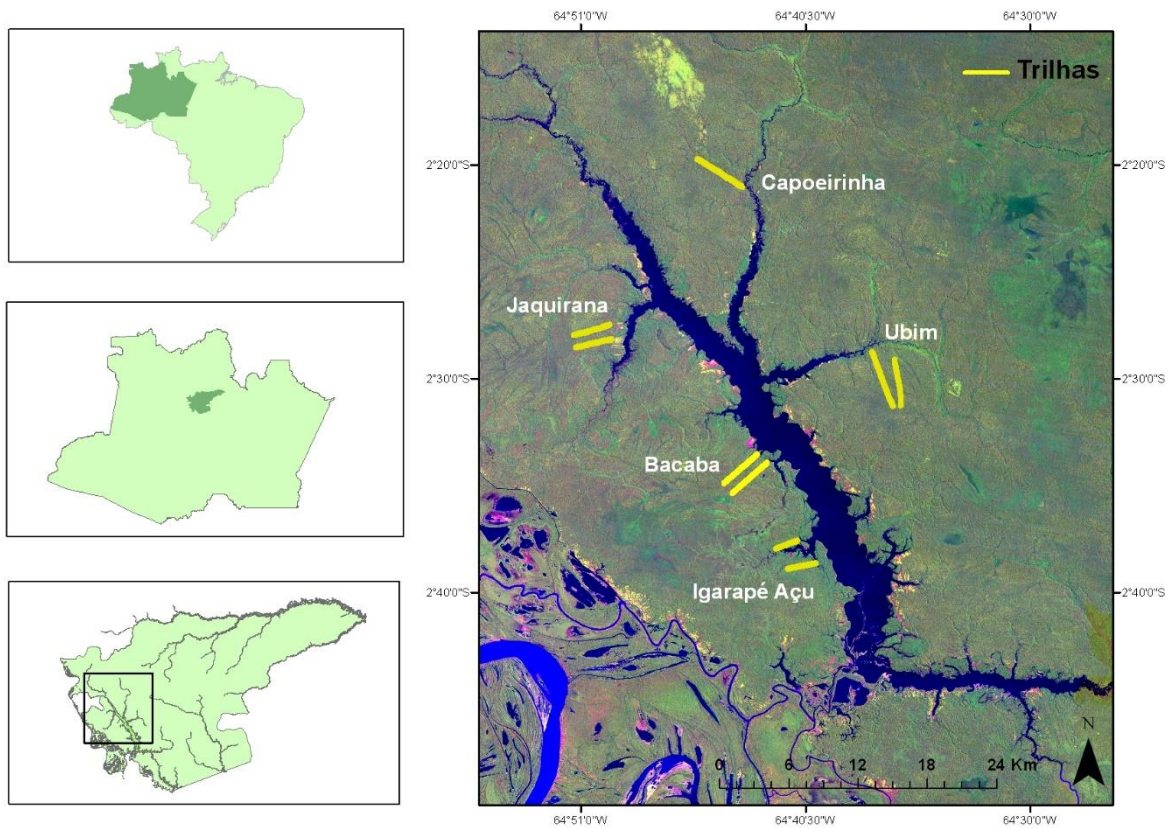 64°51'0"W 64°40'30"W 64°30'0"W
Trilhas
2°20'0"S 2°20'0"S
Capoeirinha
Jaquirana
Ubim
2°30'0"S 2°30'0"S
Bacaba
Igarapé Açu
2°40'0"S 2°40'0"S
N
0 6 12 18 24 Km
64°51'0"W 64°40'30"W 64°30'0"W